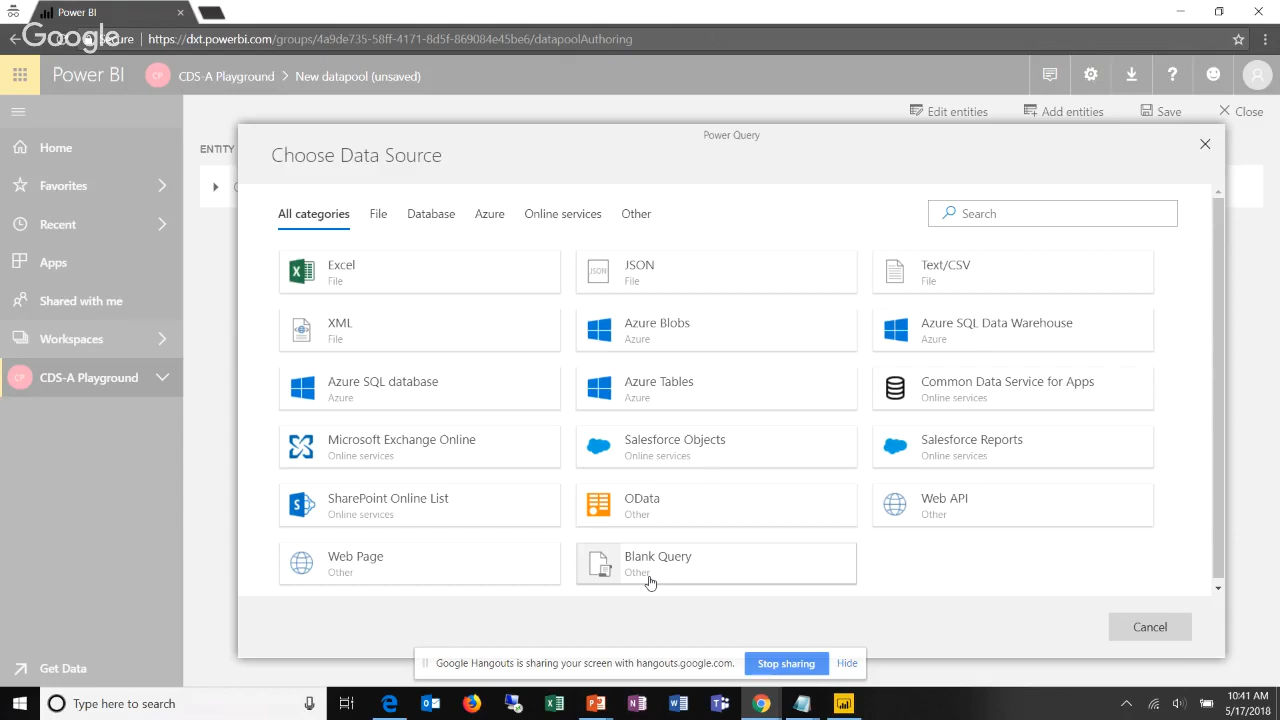 Power BI
Google
Secure
https://dxt.powerbi.com/groups/4a9de735-58ff-4171-8d5f-869084e45be6/datapoolAuthoring
Power BI
CP
CDS-A Playground
New datapool (unsaved)
Edit entities
Add entities
Save
Close
Home
Favorites
Recent
Apps
Shared with me
Workspaces
CP
CDS-A Playground
Get Data
ENTITY
Power Query
Choose Data Source
All categories
File
Database
Azure
Online services
Other
Search
Excel
File
JSON
JSON
File
Text/CSV
File
XML
File
Azure Blobs
Azure
Azure SQL Data Warehouse
Azure
Azure SQL database
Azure
Azure Tables
Azure
Common Data Service for Apps
Online services
Microsoft Exchange Online
Online services
Salesforce Objects
Online services
Salesforce Reports
Online services
SharePoint Online List
Online services
OData
Other
Web API
Other
Web Page
Other
Blank Query
Other
Cancel
Google Hangouts is sharing your screen with hangouts.google.com.
Stop sharing
Hide
Type here to search
10:41 AM
5/17/2018